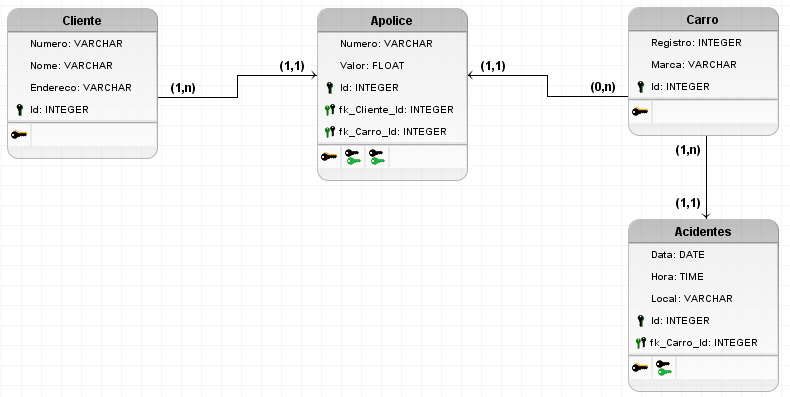 Cliente
Numero: VARCHAR
Nome: VARCHAR
Endereco: VARCHAR
Id: INTEGER
(1,n)
(1,1)
Apolice
Numero: VARCHAR
Valor: FLOAT
Id: INTEGER
fk_Cliente_Id: INTEGER
fk_Carro_Id: INTEGER
(1,1)
(0,n)
Carro
Registro: INTEGER
Marca: VARCHAR
Id: INTEGER
(1,n)
(1,1)
Acidentes
Data: DATE
Hora: TIME
Local: VARCHAR
Id: INTEGER
fk_Carro_Id: INTEGER